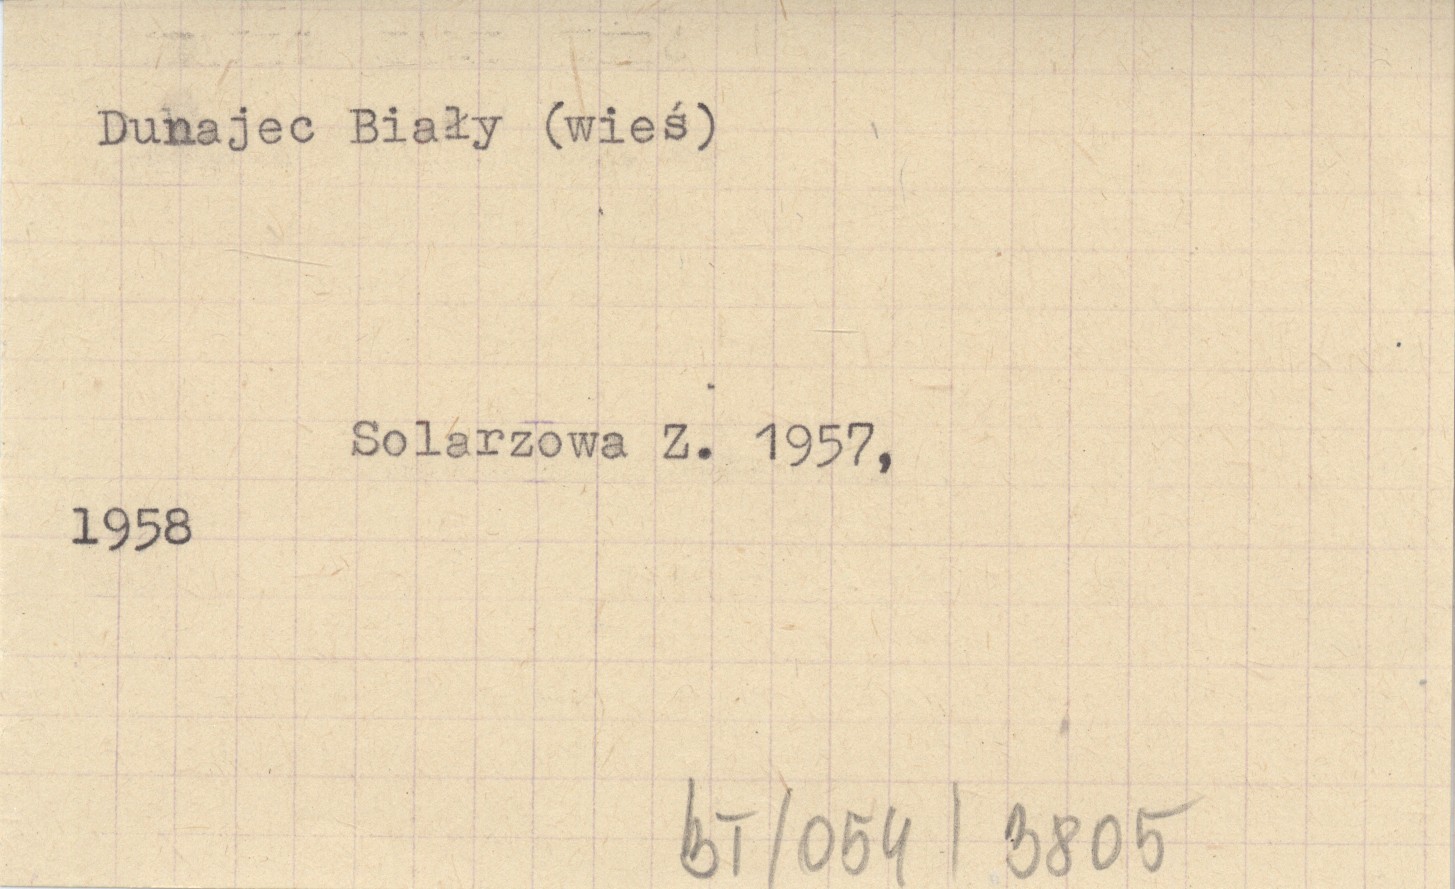 Dunajec Biały (wieś)
Solarzowa Z. 1957,
1958
BT/054/3805